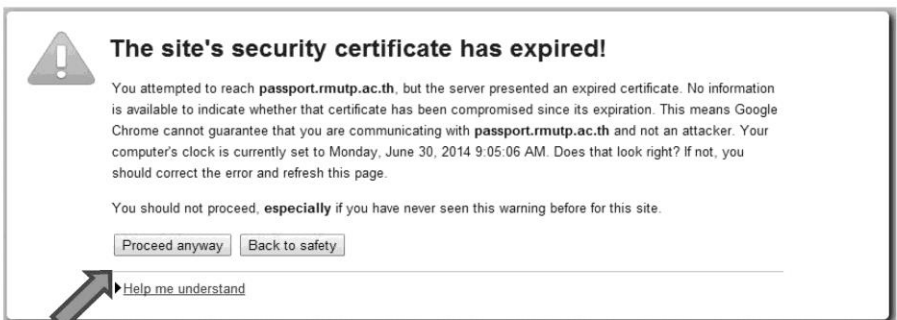 The site's security certificate has expired!
You attempted to reach passport.rmutp.ac.th, but the server presented an expired certificate. No information
is available to indicate whether that certificate has been compromised since its expiration. This means Google
Chrome cannot guarantee that you are communicating with passport.rmutp.ac.th and not an attacker. Your
computer's clock is currently set to Monday, June 30, 2014 9:05:06 AM. Does that look right? If not, you
should correct the error and refresh this page.
You should not proceed, especially if you have never seen this warning before for this site.
Proceed anyway Back to safety
Help me understand